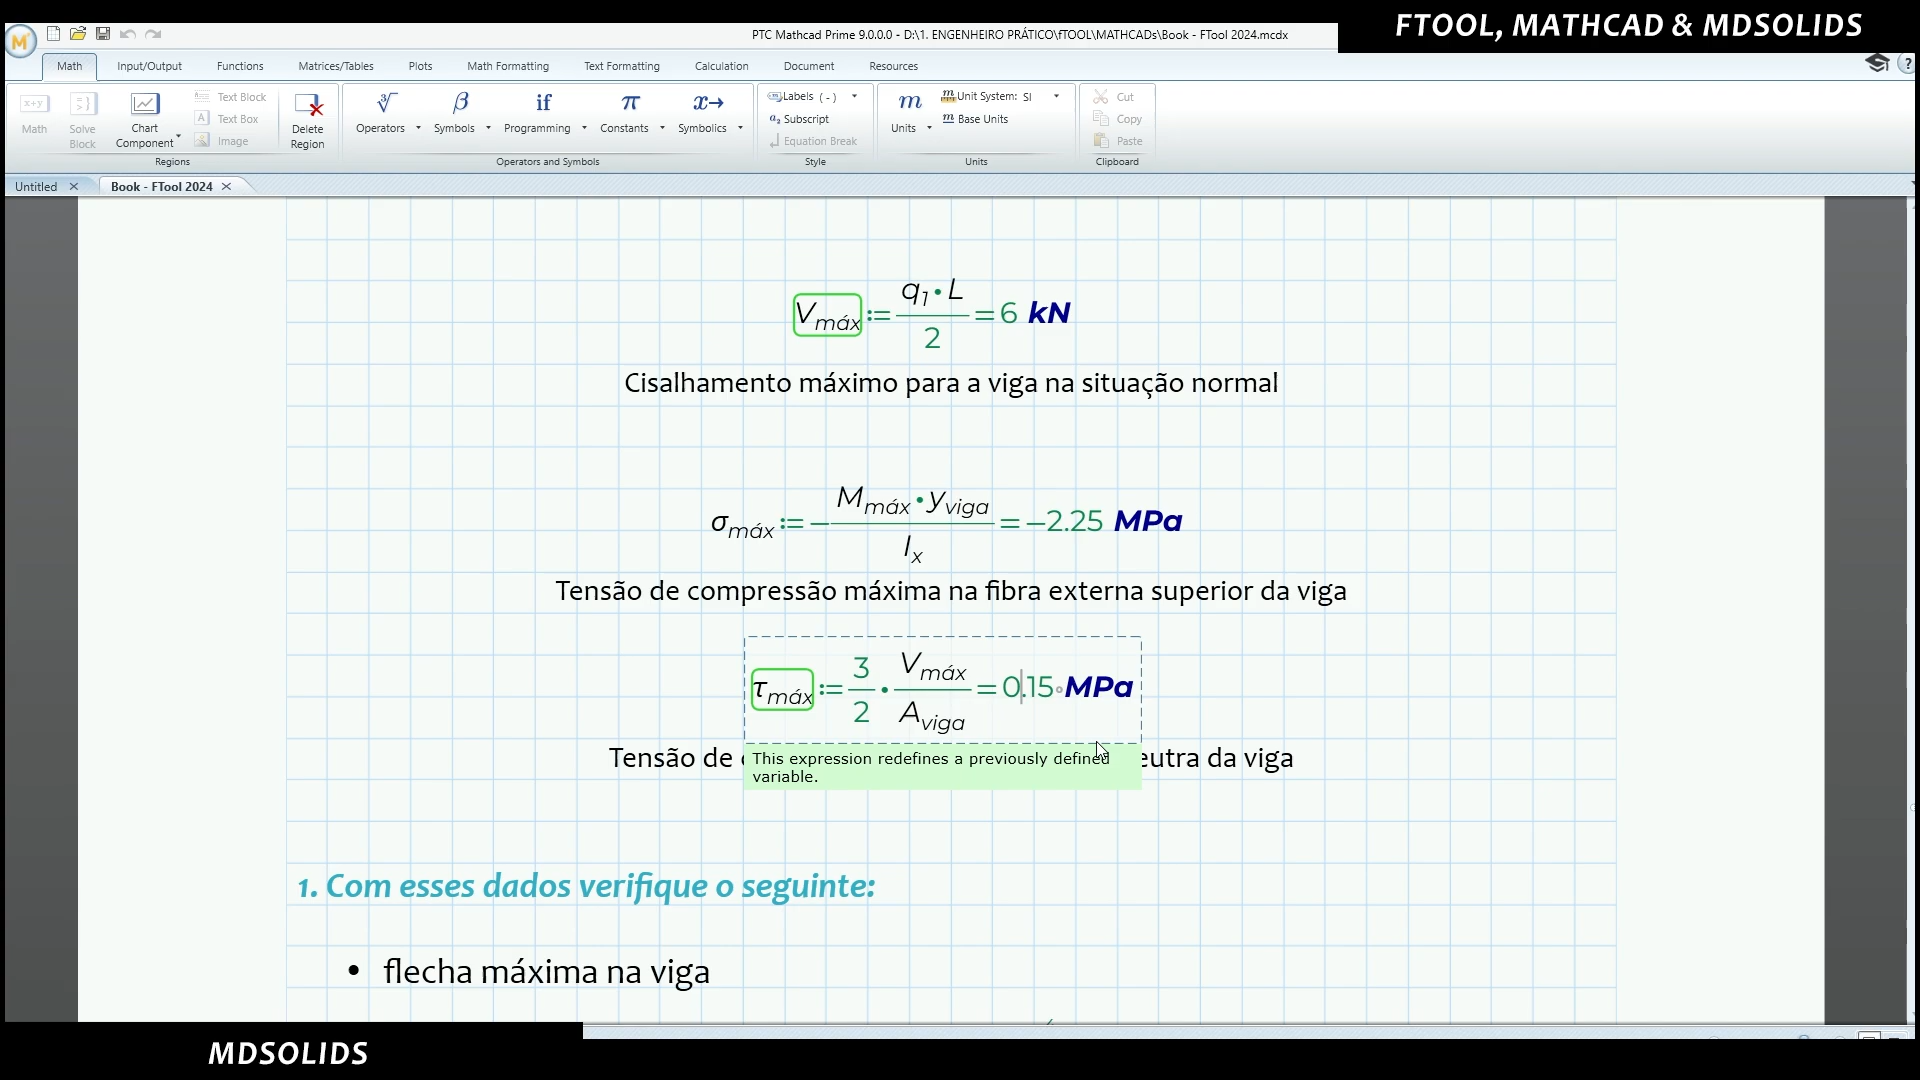 FTOOL, MATHCAD & MDSOLIDS
PTC Mathcad Prime 9.0.0.0 - D:\1. ENGENHEIRO PRÁTICO\fTOOL\MATHCADs\Book - FTool 2024.mcdx
Math Input/Output Functions Matrices/Tables Plots Math Formatting Text Formatting Calculation Document Resources
Math
Solve Block
Chart Component
Text Block
Text Box
Image
Regions
Delete Region
Operators Symbols Programming Constants Symbolics
Operators and Symbols
Labels ( - )
Subscript
Equation Break
Style
Units
Unit System: SI
Base Units
Units
Cut
Copy
Paste
Clipboard
Untitled
Book - FTool 2024
V_máx := (q_1 • L) / 2 = 6 kN
Cisalhamento máximo para a viga na situação normal
σ_máx := −(M_máx • y_viga) / I_x = −2.25 MPa
Tensão de compressão máxima na fibra externa superior da viga
τ_máx := 3/2 • V_máx / A_viga = 0.15 MPa
Tensão de
eutra da viga
This expression redefines a previously defined
variable.
1. Com esses dados verifique o seguinte:
• flecha máxima na viga
MDSOLIDS